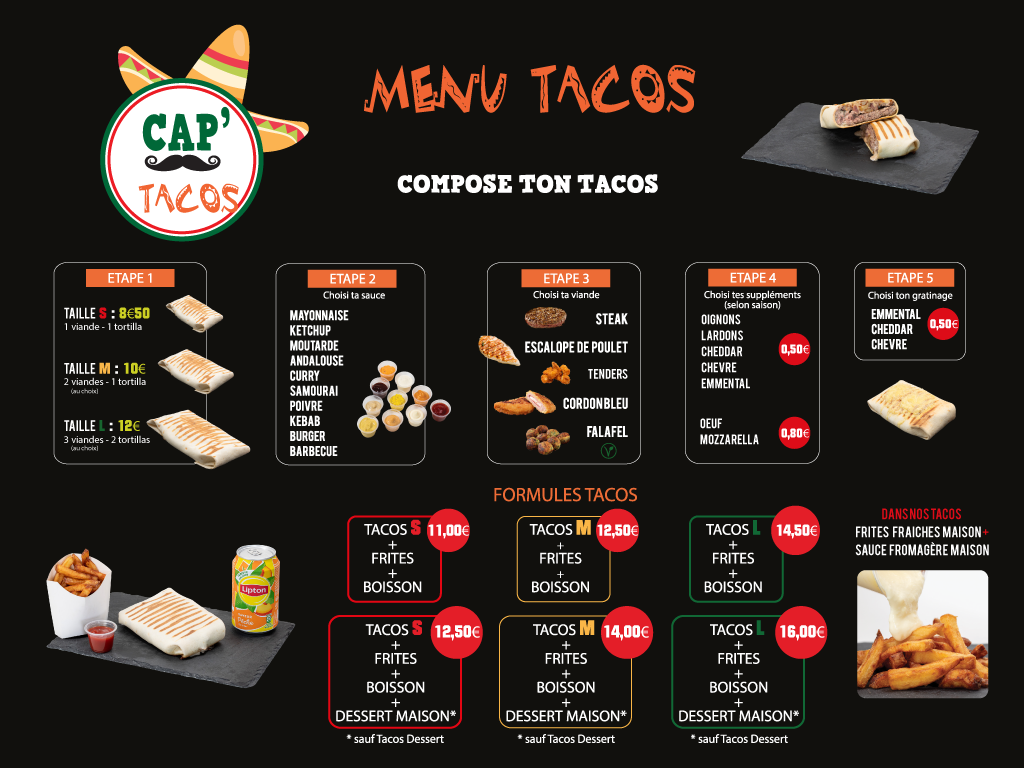 CAP'
TACOS
MENU TACOS
COMPOSE TON TACOS
ETAPE 1
TAILLE S : 8€50
1 viande - 1 tortilla
TAILLE M : 10€
2 viandes - 1 tortilla
(au choix)
TAILLE L : 12€
3 viandes - 2 tortillas
(au choix)
ETAPE 2
Choisi ta sauce
MAYONNAISE
KETCHUP
MOUTARDE
ANDALOUSE
CURRY
SAMOURAI
POIVRE
KEBAB
BURGER
BARBECUE
ETAPE 3
Choisi ta viande
STEAK
ESCALOPE DE POULET
TENDERS
CORDON BLEU
FALAFEL
V
ETAPE 4
Choisi tes suppléments
(selon saison)
OIGNONS
LARDONS
CHEDDAR
CHEVRE
EMMENTAL
0,50€
OEUF
MOZZARELLA
0,80€
ETAPE 5
Choisi ton gratinage
EMMENTAL
CHEDDAR
CHEVRE
0,50€
FORMULES TACOS
TACOS S 11,00€
+
FRITES
+
BOISSON
TACOS M 12,50€
+
FRITES
+
BOISSON
TACOS L 14,50€
+
FRITES
+
BOISSON
TACOS S 12,50€
+
FRITES
+
BOISSON
+
DESSERT MAISON*
* sauf Tacos Dessert
TACOS M 14,00€
+
FRITES
+
BOISSON
+
DESSERT MAISON*
* sauf Tacos Dessert
TACOS L 16,00€
+
FRITES
+
BOISSON
+
DESSERT MAISON*
* sauf Tacos Dessert
DANS NOS TACOS
FRITES FRAICHES MAISON+
SAUCE FROMAGÈRE MAISON
Lipton